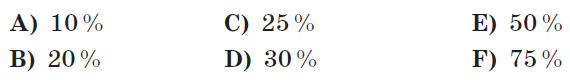 A) 10 % C) 25 % E) 50 %
B) 20 % D) 30 % F) 75 %